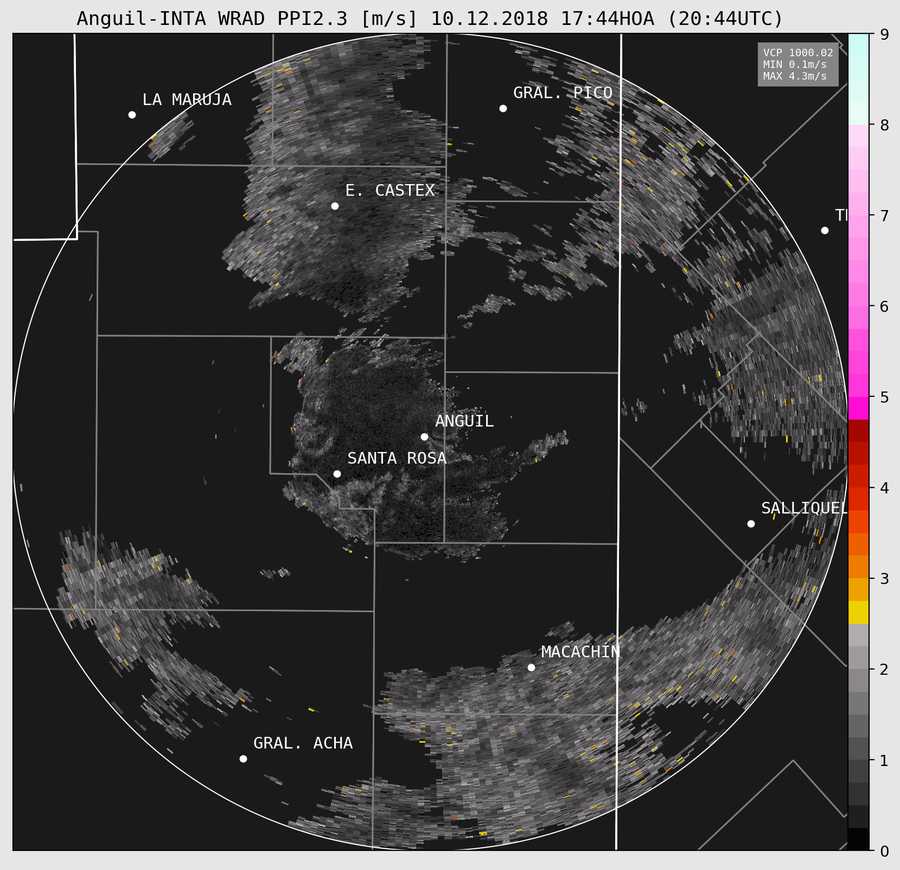 Anguil-INTA WRAD PPI2.3 [m/s] 10.12.2018 17:44HOA (20:44UTC)
VCP 1000.02
MIN 0.1m/s
MAX 4.3m/s
LA MARUJA
GRAL. PICO
E. CASTEX
ANGUIL
SANTA ROSA
SALLIQUEL
MACACHÍN
GRAL. ACHA
9
8
7
6
5
4
3
2
1
0